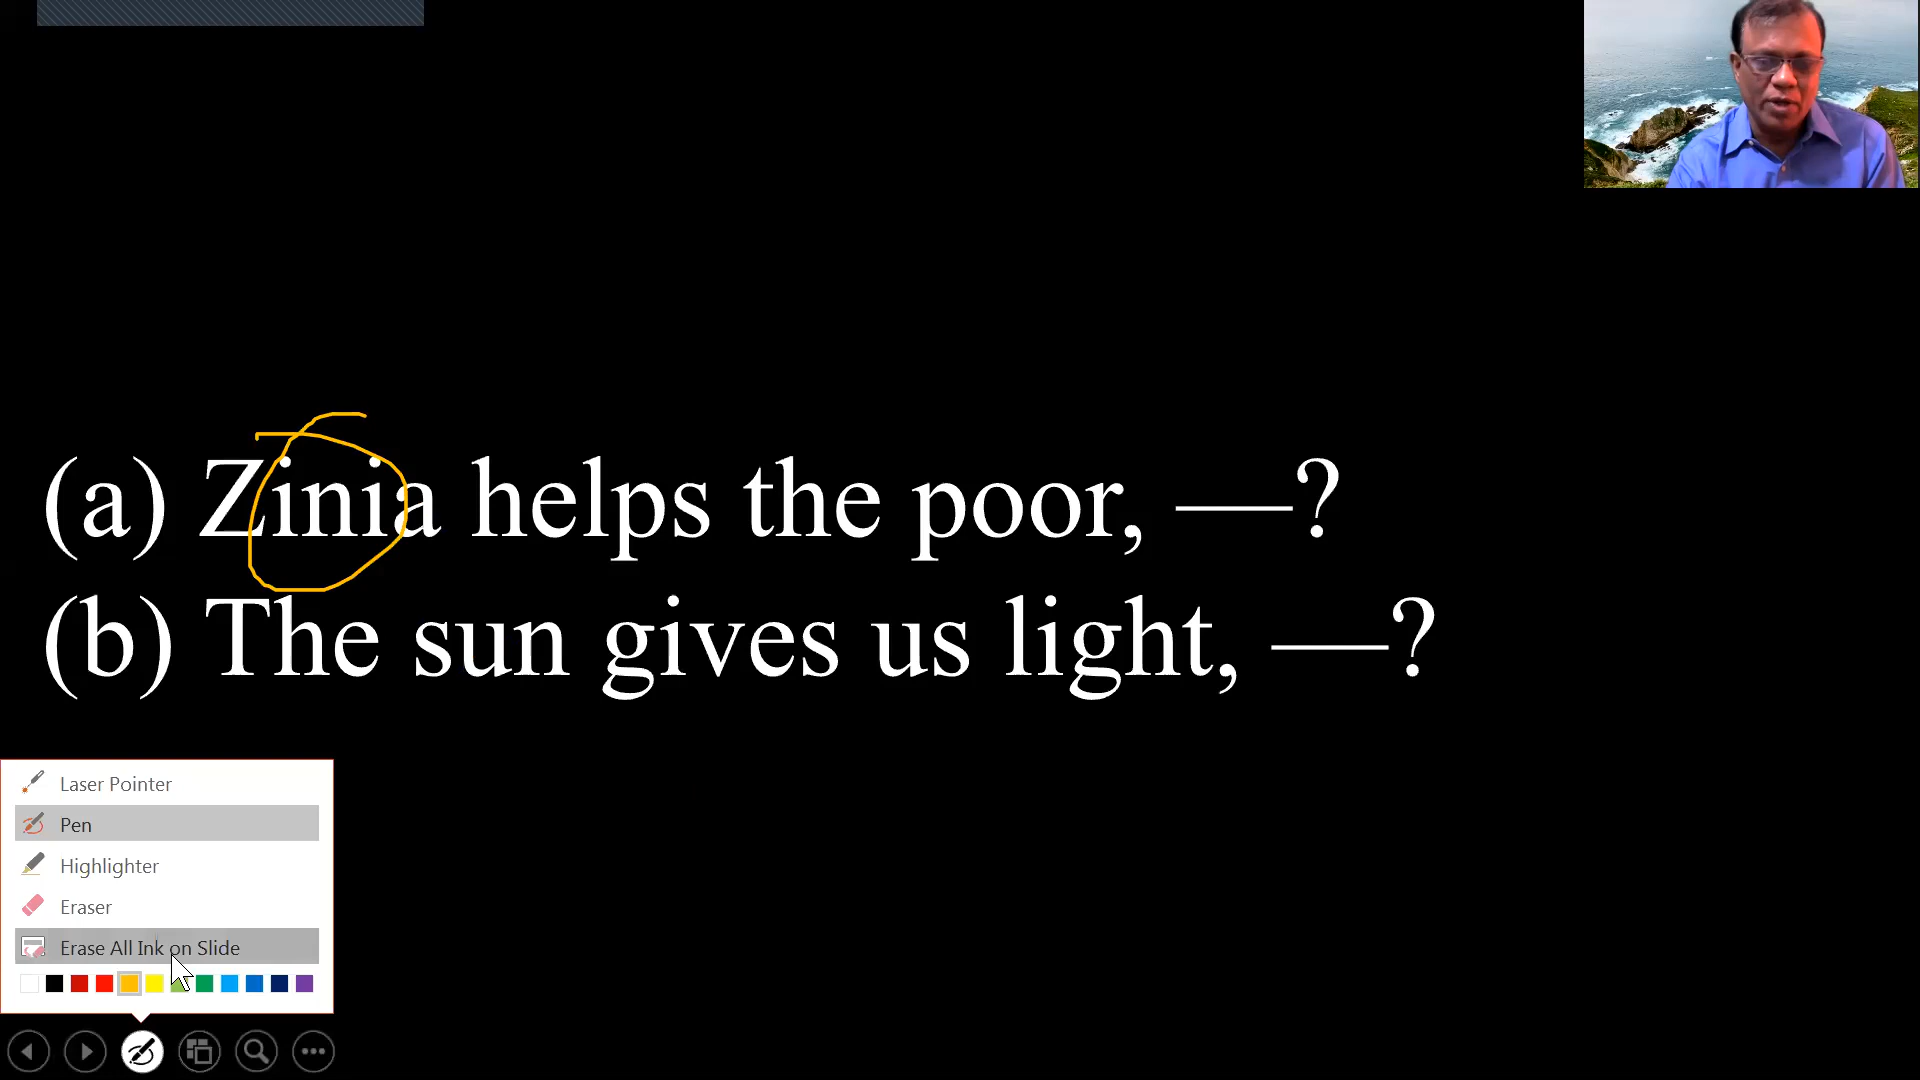 (a) Zinia helps the poor, —?
(b) The sun gives us light, —?
Laser Pointer
Pen
Highlighter
Eraser
Erase All Ink on Slide